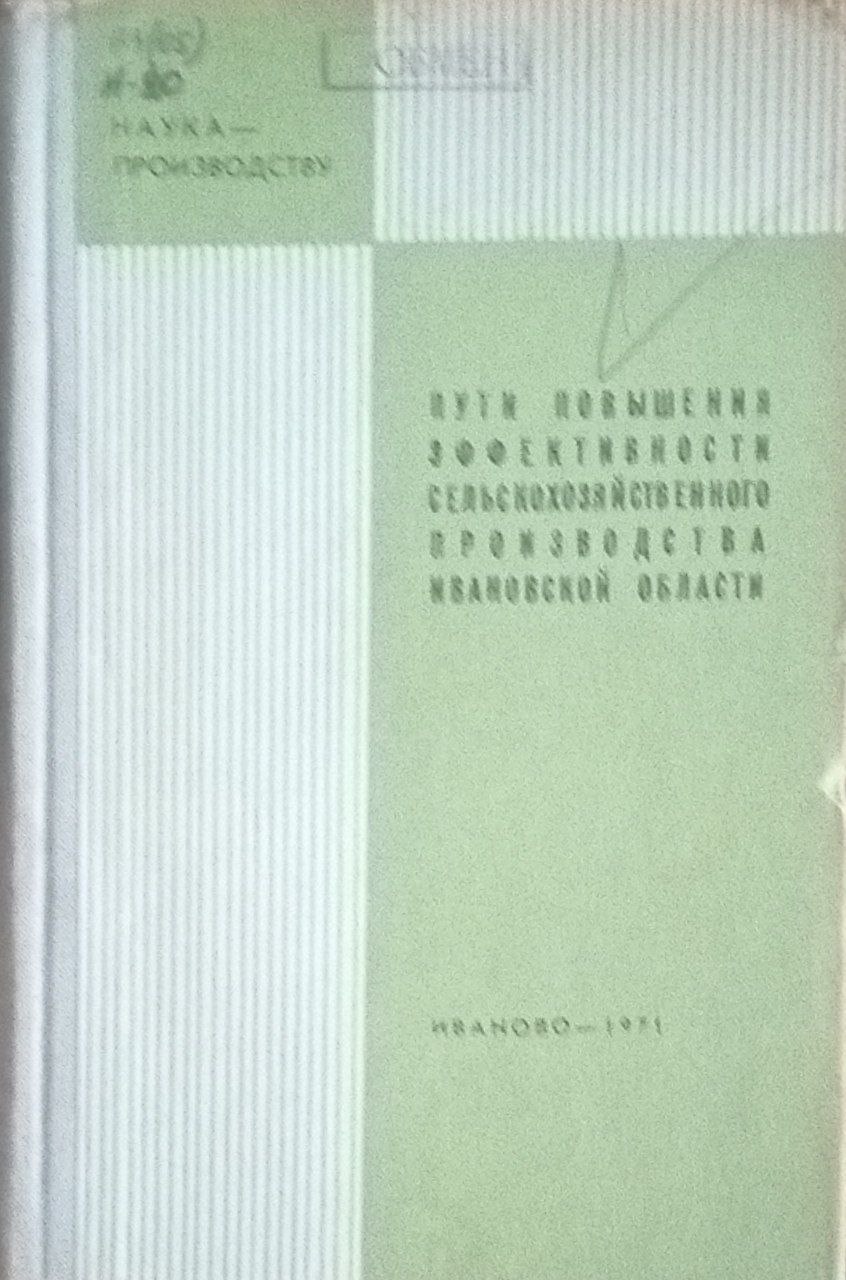 НАУКА —
ПРОИЗВОДСТВУ
ПУТИ ПОВЫШЕНИЯ
ЭФФЕКТИВНОСТИ
СЕЛЬСКОХОЗЯЙСТВЕННОГО
ПРОИЗВОДСТВА
ИВАНОВСКОЙ ОБЛАСТИ
ИВАНОВО — 1971